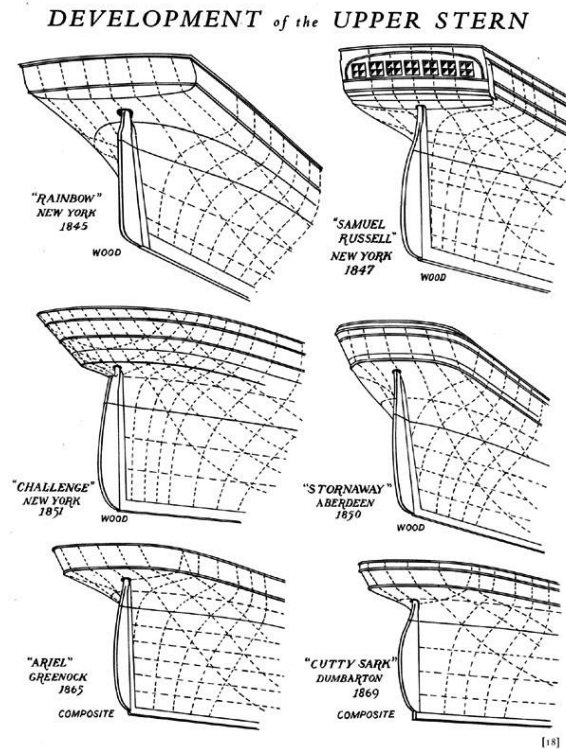 DEVELOPMENT of the UPPER STERN
"RAINBOW"
NEW YORK
1845
WOOD
"SAMUEL
RUSSELL"
NEW YORK
1847
WOOD
"CHALLENGE"
NEW YORK
1851
WOOD
"STORNAWAY"
ABERDEEN
1850
WOOD
"ARIEL"
GREENOCK
1865
COMPOSITE
"CUTTY SARK"
DUMBARTON
1869
COMPOSITE
[18]